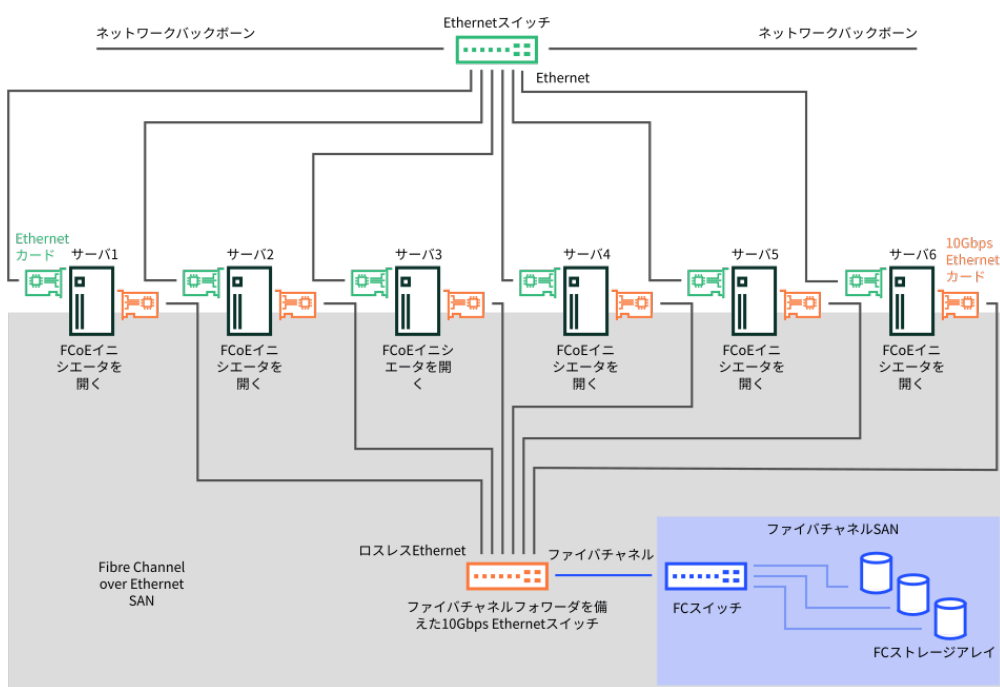 Ethernetスイッチ
ネットワークバックボーン
ネットワークバックボーン
Ethernet
Ethernet
カード
サーバ1
サーバ2
サーバ3
サーバ4
サーバ5
サーバ6
10Gbps
Ethernet
カード
FCoEイニ
シエータを
開く
FCoEイニ
シエータを
開く
FCoEイニシ
エータを開
く
FCoEイニ
シエータを
開く
FCoEイニ
シエータを
開く
FCoEイニ
シエータを
開く
ファイバチャネルSAN
ロスレスEthernet
ファイバチャネル
Fibre Channel
over Ethernet
SAN
ファイバチャネルフォワーダを備
えた10Gbps Ethernetスイッチ
FCスイッチ
FCストレージアレイ